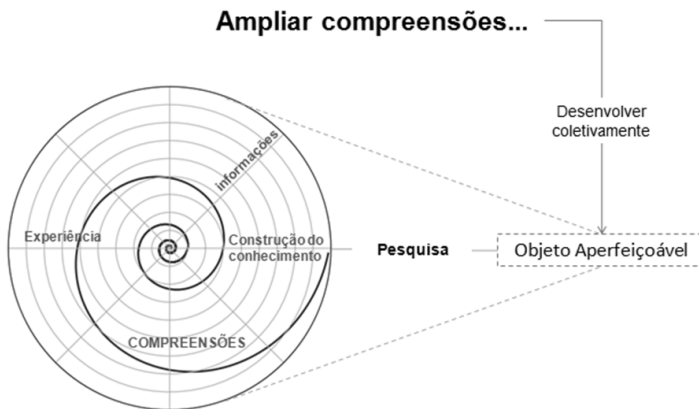 Ampliar compreensões...
Desenvolver
coletivamente
informações
Experiência
Construção do
conhecimento
Pesquisa
Objeto Aperfeiçoável
COMPREENSÕES